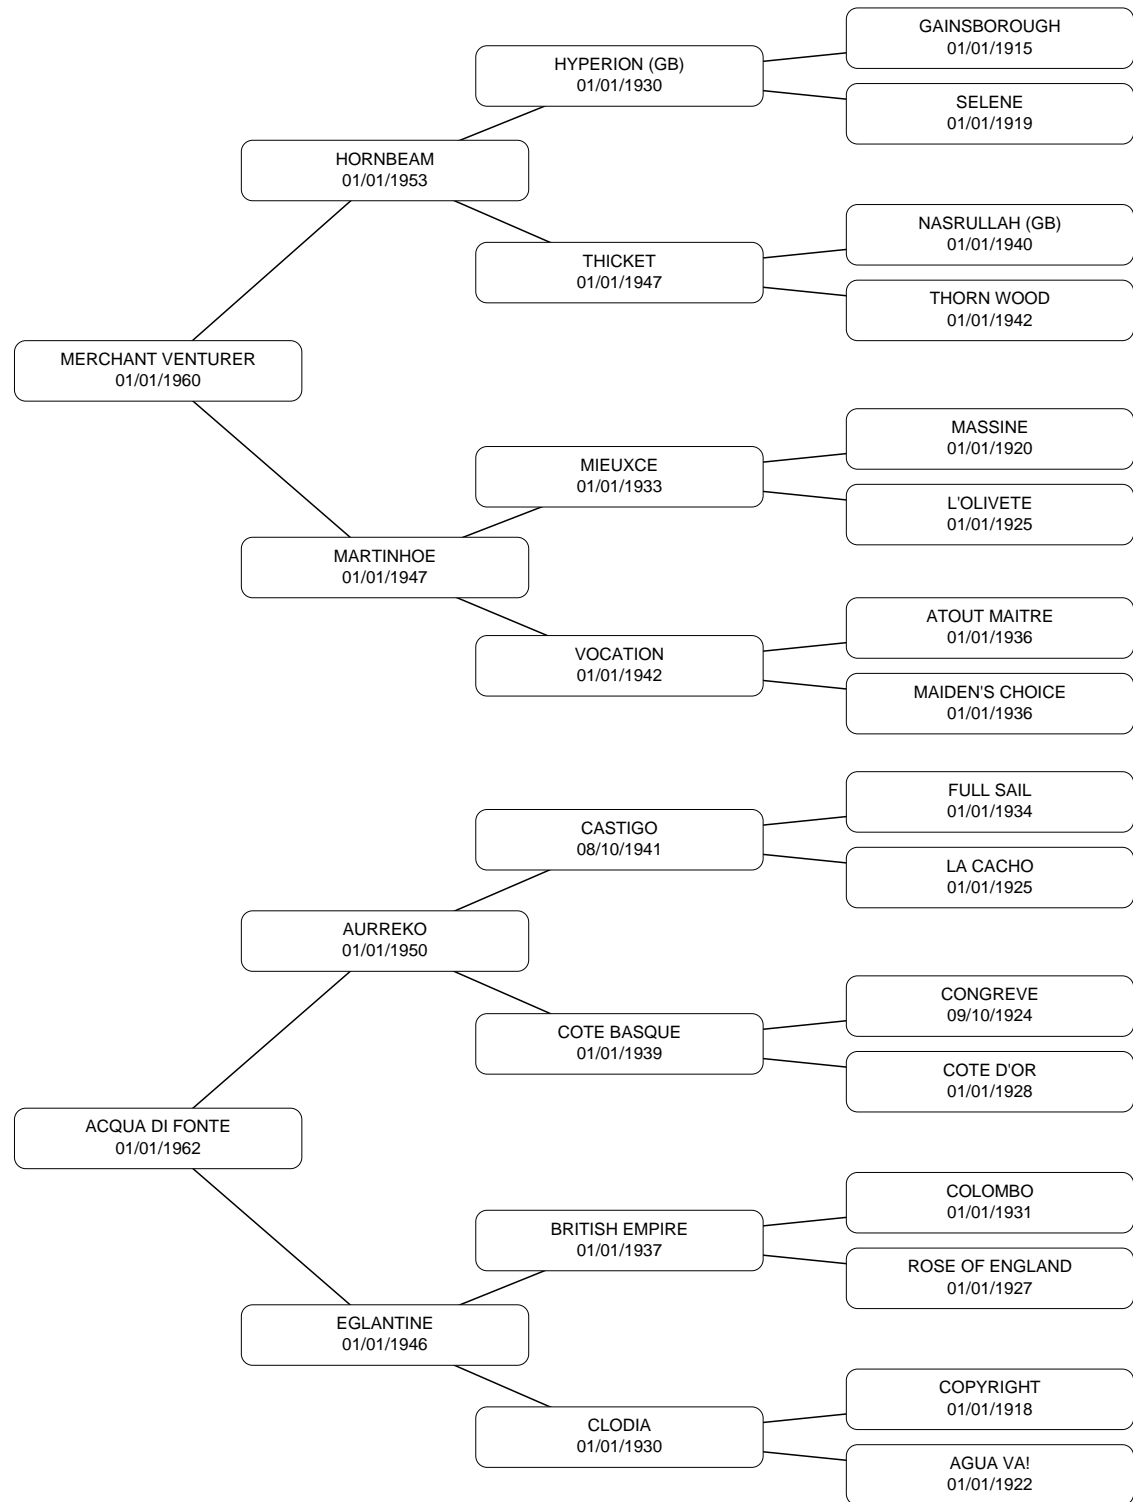 GAINSBOROUGH
01/01/1915
HYPERION (GB)
01/01/1930
SELENE
01/01/1919
HORNBEAM
01/01/1953
NASRULLAH (GB)
01/01/1940
THICKET
01/01/1947
THORN WOOD
01/01/1942
MERCHANT VENTURER
01/01/1960
MASSINE
01/01/1920
MIEUXCE
01/01/1933
L'OLIVETE
01/01/1925
MARTINHOE
01/01/1947
ATOUT MAITRE
01/01/1936
VOCATION
01/01/1942
MAIDEN'S CHOICE
01/01/1936
FULL SAIL
01/01/1934
CASTIGO
08/10/1941
LA CACHO
01/01/1925
AURREKO
01/01/1950
CONGREVE
09/10/1924
COTE BASQUE
01/01/1939
COTE D'OR
01/01/1928
ACQUA DI FONTE
01/01/1962
COLOMBO
01/01/1931
BRITISH EMPIRE
01/01/1937
ROSE OF ENGLAND
01/01/1927
EGLANTINE
01/01/1946
COPYRIGHT
01/01/1918
CLODIA
01/01/1930
AGUA VA!
01/01/1922